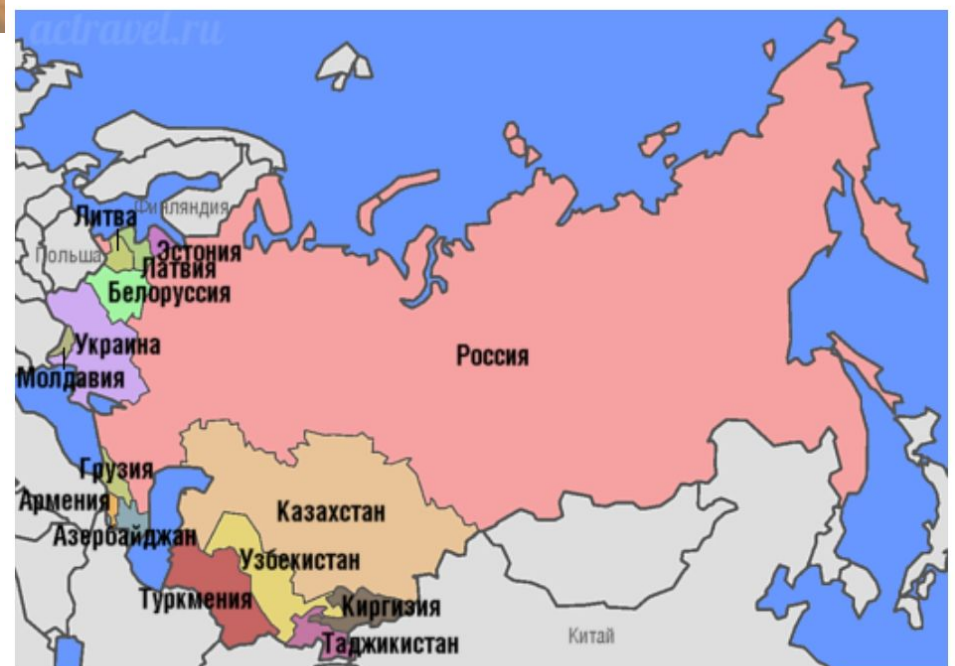 actravel.ru
Финляндия
Литва
Эстония
Польша
Латвия
Белоруссия
Украина
Россия
Молдавия
Грузия
Армения
Казахстан
Азербайджан
Узбекистан
Туркмения
Киргизия
Китай
Таджикистан